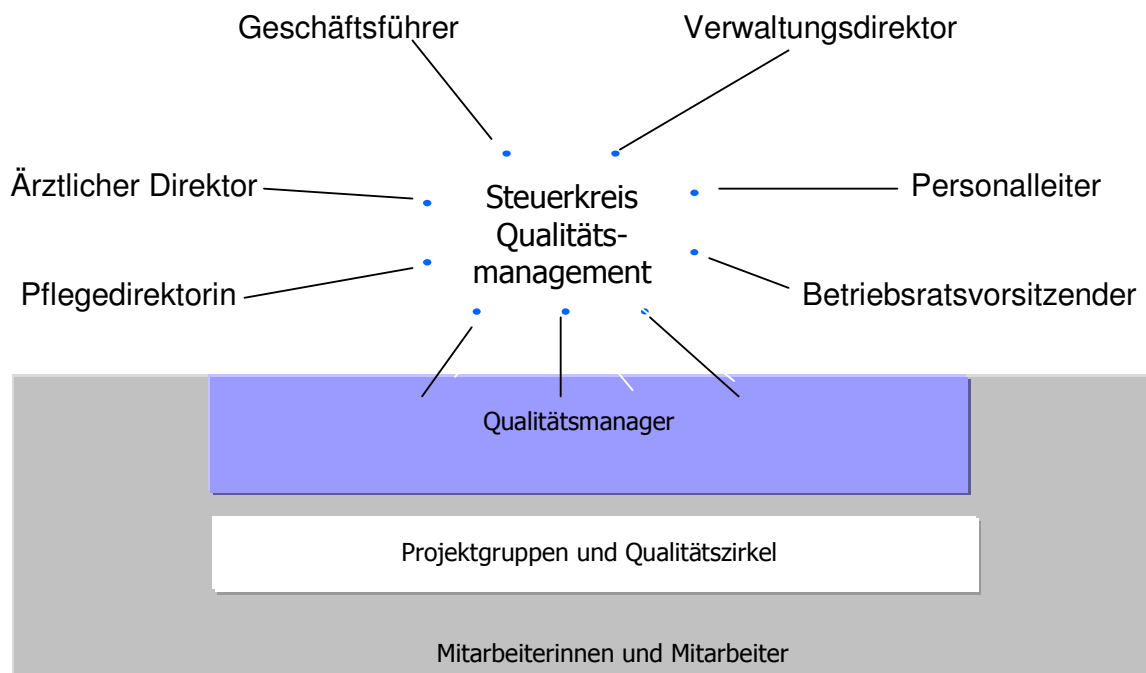 Geschäftsführer
Verwaltungsdirektor
Ärztlicher Direktor
Steuerkreis
Qualitäts-
management
Personalleiter
Pflegedirektorin
Betriebsratsvorsitzender
Qualitätsmanager
Projektgruppen und Qualitätszirkel
Mitarbeiterinnen und Mitarbeiter